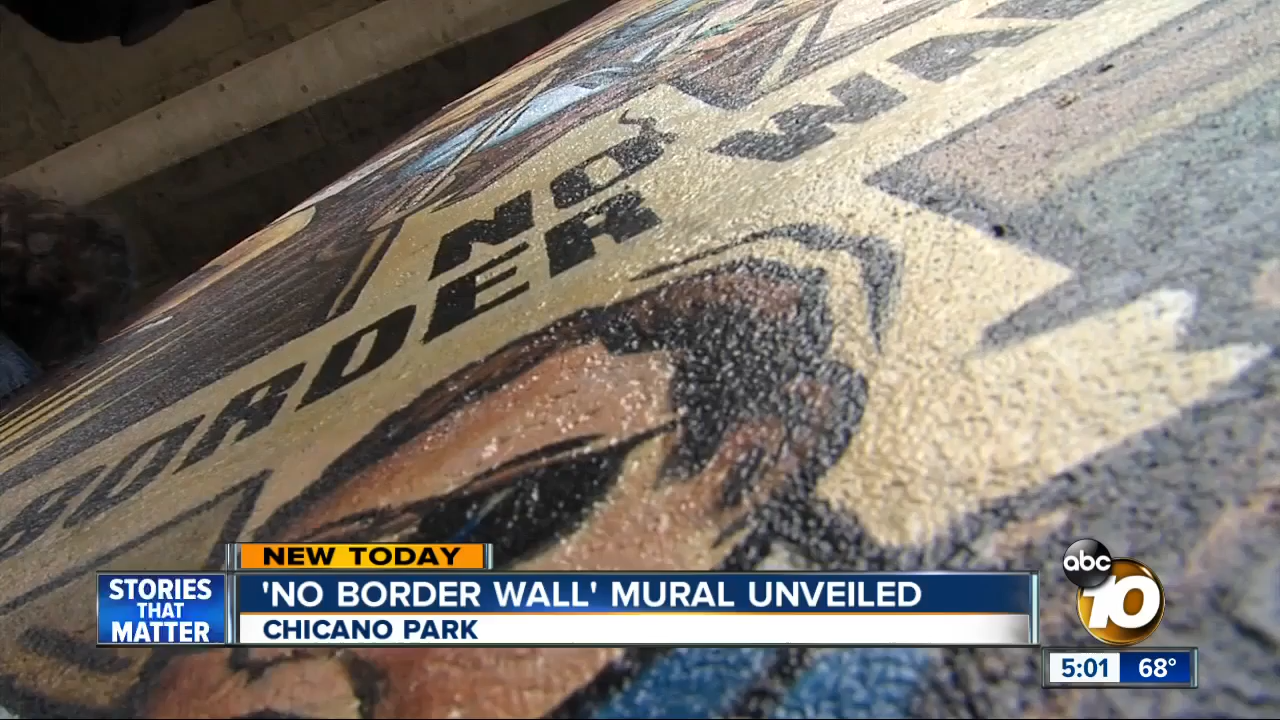 NO
BORDER
WA
NEW TODAY
STORIES
THAT
MATTER
'NO BORDER WALL' MURAL UNVEILED
CHICANO PARK
abc
10
5:01 68°